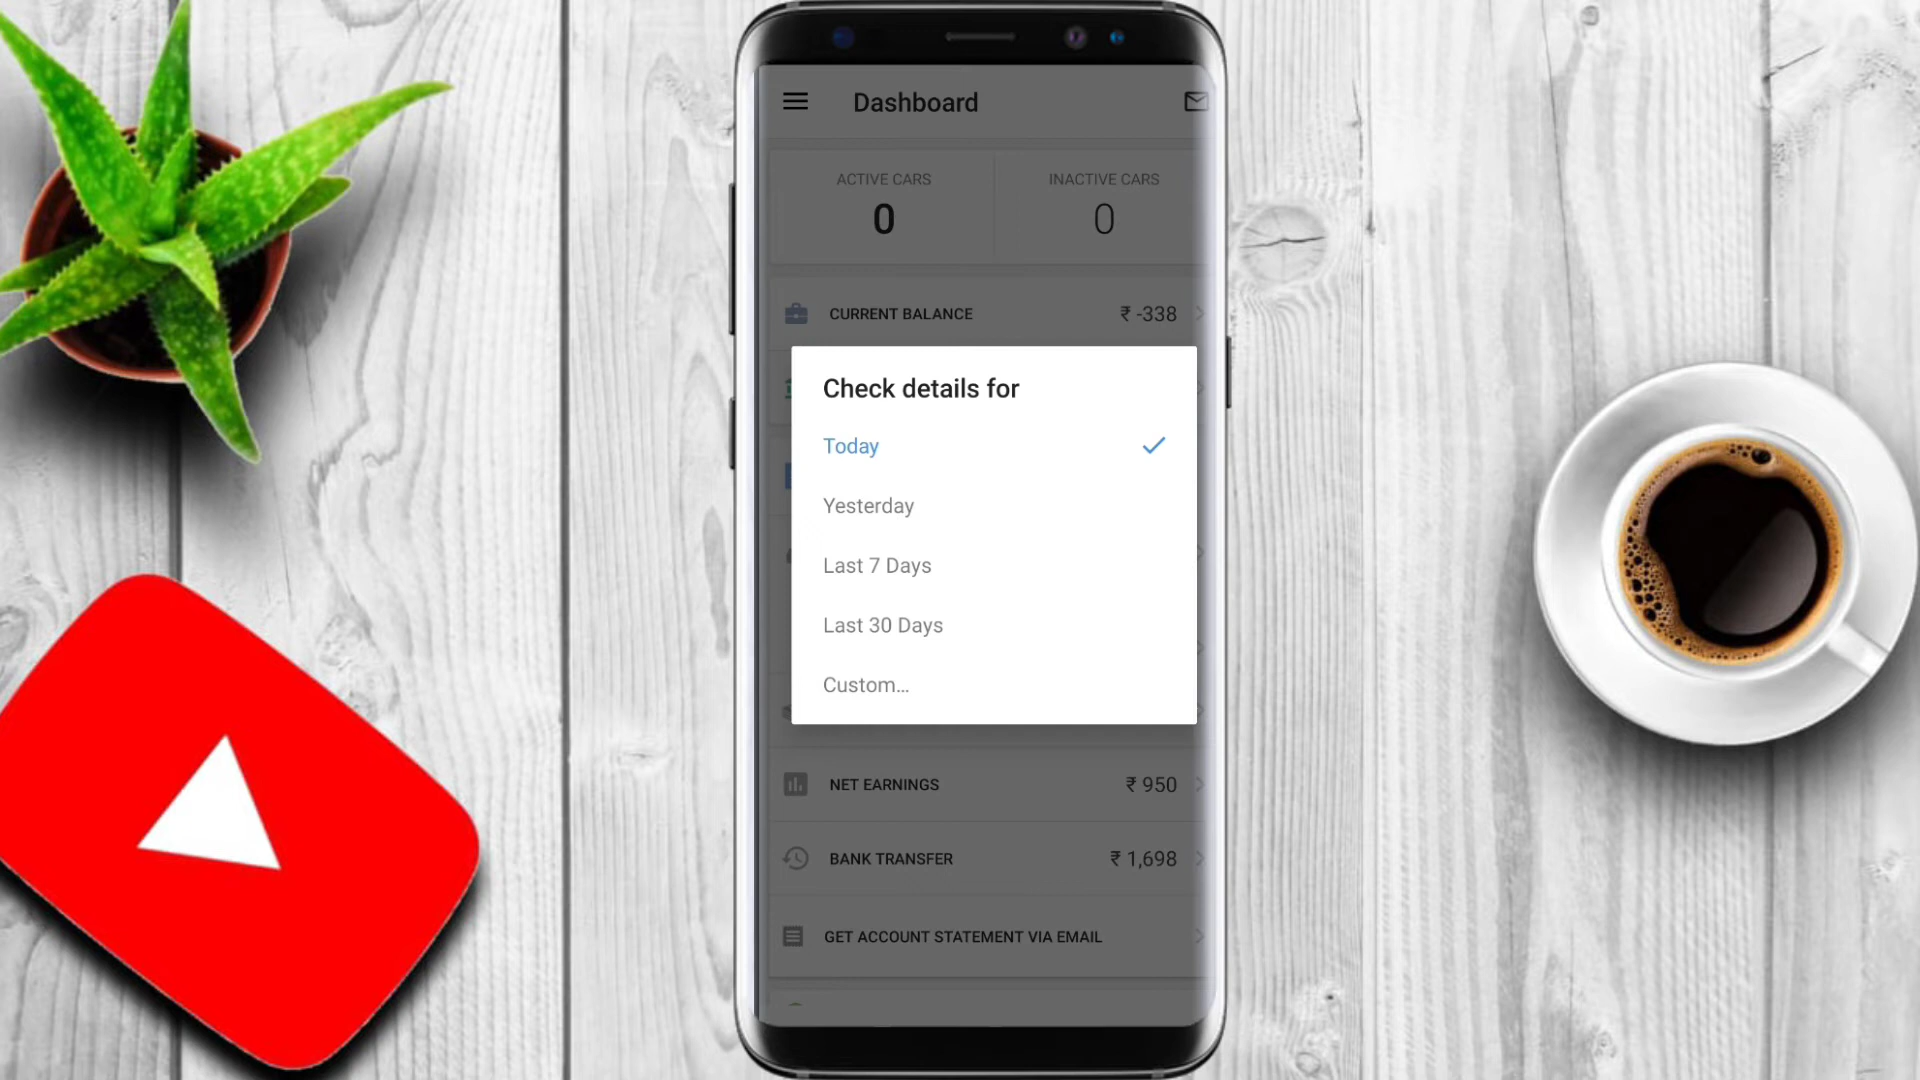 Dashboard
ACTIVE CARS
INACTIVE CARS
0
0
CURRENT BALANCE
₹ -338
Check details for
Today
Yesterday
Last 7 Days
Last 30 Days
Custom...
NET EARNINGS
₹ 950
BANK TRANSFER
₹ 1,698
GET ACCOUNT STATEMENT VIA EMAIL